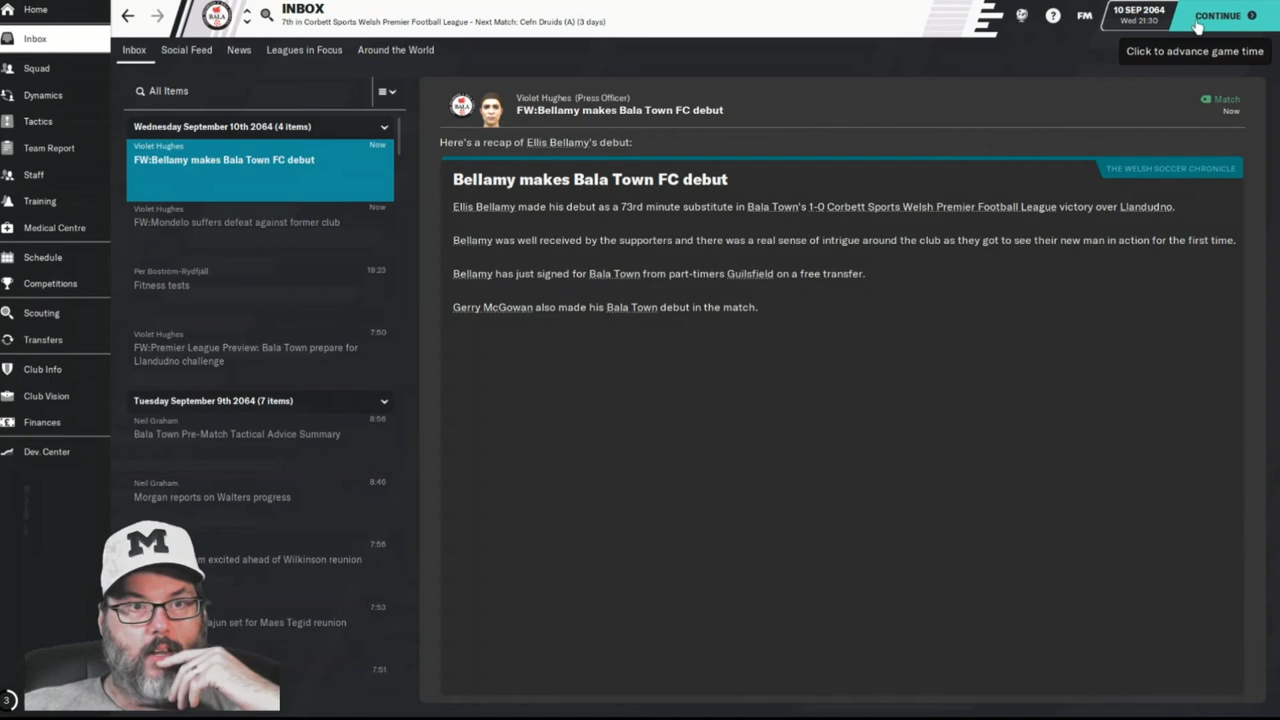 Home
INBOX
7th in Corbett Sports Welsh Premier Football League - Next Match: Cefn Druids (A) (3 days)
FM
10 SEP 2064
Wed 21:30
CONTINUE
Click to advance game time
Inbox
Squad
Dynamics
Tactics
Team Report
Staff
Training
Medical Centre
Schedule
Competitions
Scouting
Transfers
Club Info
Club Vision
Finances
Dev. Center
3
Inbox
Social Feed
News
Leagues in Focus
Around the World
All Items
Wednesday September 10th 2064 (4 items)
Violet Hughes
Now
FW:Bellamy makes Bala Town FC debut
Violet Hughes
Now
FW:Mondelo suffers defeat against former club
Per Boström-Rydfjäll
19:23
Fitness tests
Violet Hughes
7:50
FW:Premier League Preview: Bala Town prepare for
Llandudno challenge
Tuesday September 9th 2064 (7 items)
Neil Graham
8:56
Bala Town Pre-Match Tactical Advice Summary
Neil Graham
8:46
Morgan reports on Walters progress
7:56
m excited ahead of Wilkinson reunion
7:53
ajun set for Maes Tegid reunion
7:51
M
BALA
Violet Hughes (Press Officer)
FW:Bellamy makes Bala Town FC debut
Match
Now
Here's a recap of Ellis Bellamy's debut:
THE WELSH SOCCER CHRONICLE
Bellamy makes Bala Town FC debut
Ellis Bellamy made his debut as a 73rd minute substitute in Bala Town's 1-0 Corbett Sports Welsh Premier Football League victory over Llandudno.
Bellamy was well received by the supporters and there was a real sense of intrigue around the club as they got to see their new man in action for the first time.
Bellamy has just signed for Bala Town from part-timers Guilsfield on a free transfer.
Gerry McGowan also made his Bala Town debut in the match.